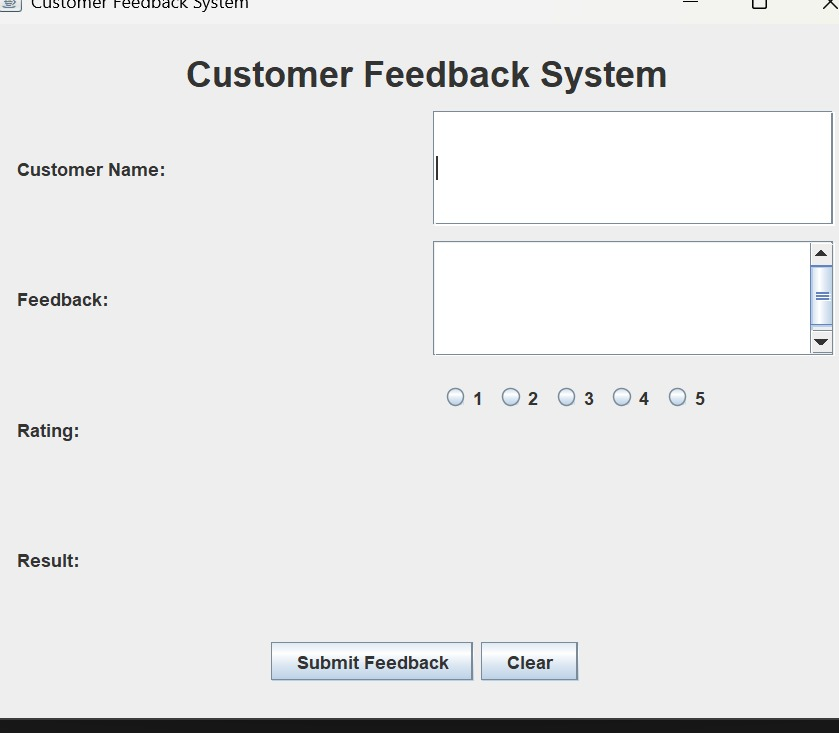 Customer Feedback System
Customer Feedback System
Customer Name:
Feedback:
1 2 3 4 5
Rating:
Result:
Submit Feedback Clear